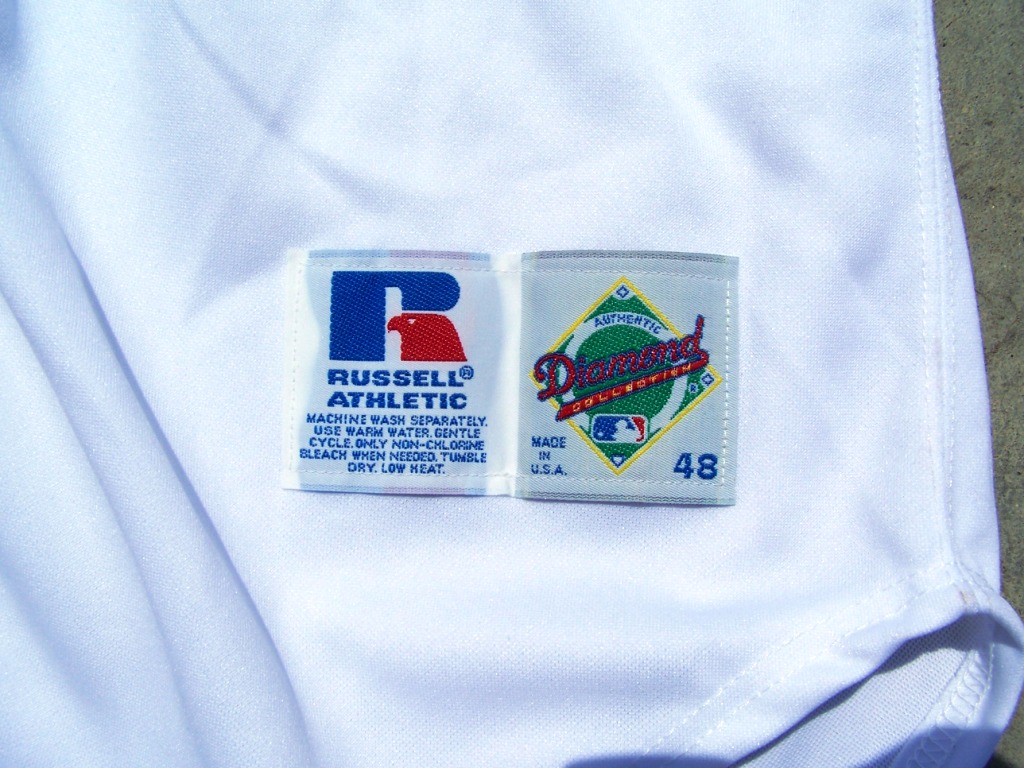 RUSSELL®
ATHLETIC
MACHINE WASH SEPARATELY.
USE WARM WATER. GENTLE
CYCLE. ONLY NON-CHLORINE
BLEACH WHEN NEEDED. TUMBLE
DRY. LOW HEAT.
AUTHENTIC
Diamond
COLLECTION
®
MADE
IN
U.S.A.
48